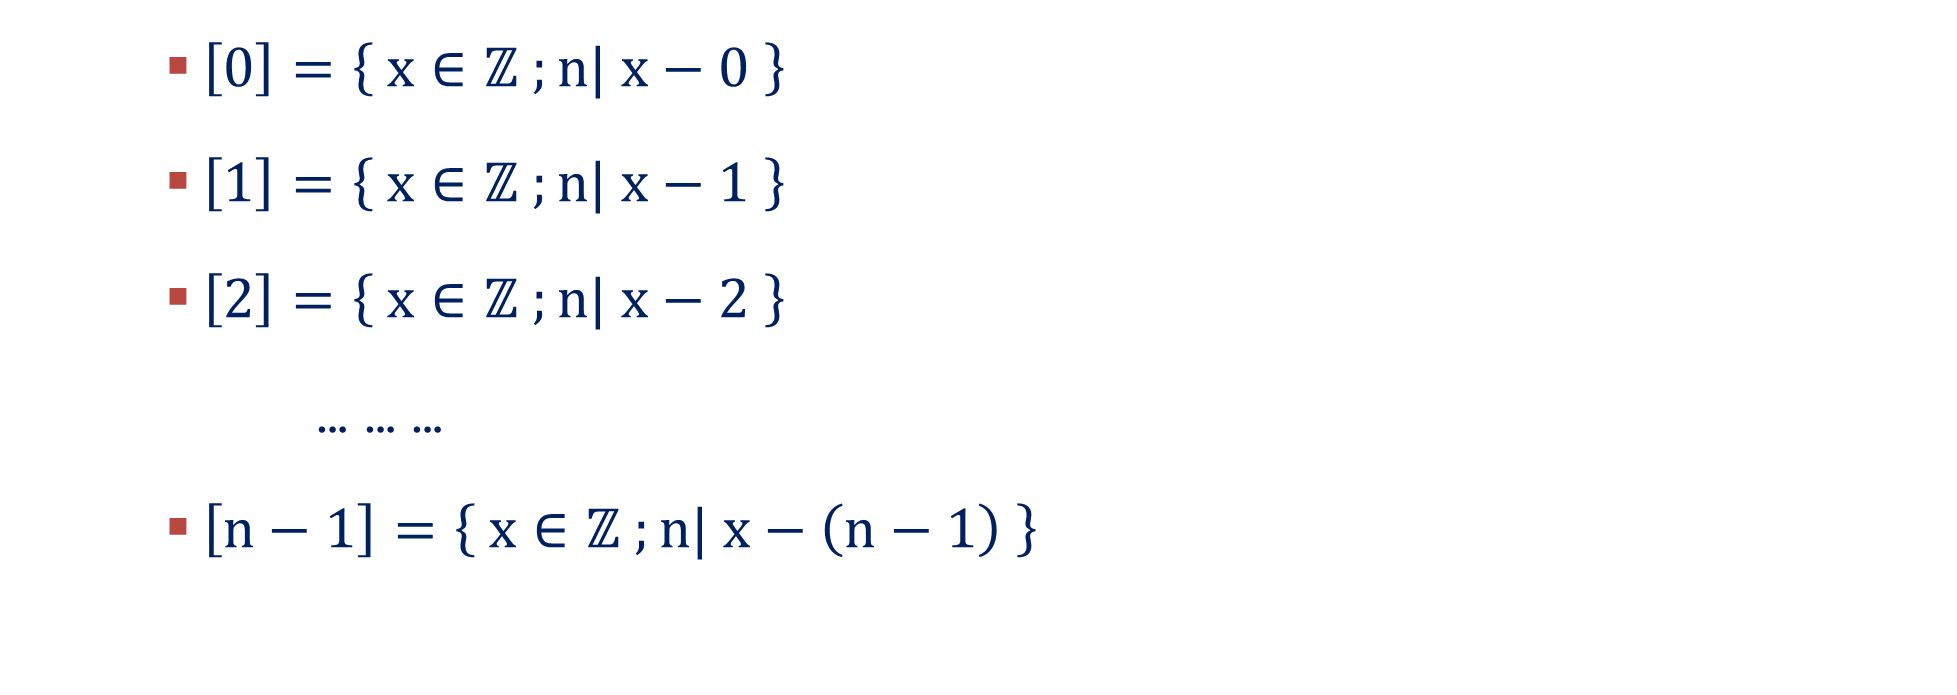 ▪ [0] = { x ∈ ℤ ; n| x − 0 }
▪ [1] = { x ∈ ℤ ; n| x − 1 }
▪ [2] = { x ∈ ℤ ; n| x − 2 }
… … …
▪ [n − 1] = { x ∈ ℤ ; n| x − (n − 1) }